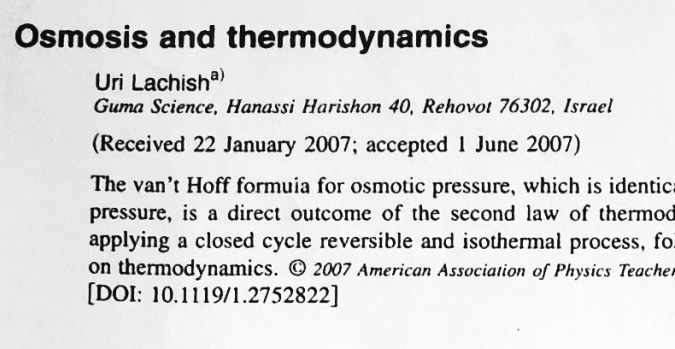 Osmosis and thermodynamics
Uri Lachish a)
Guma Science, Hanassi Harishon 40, Rehovot 76302, Israel
(Received 22 January 2007; accepted 1 June 2007)
The van't Hoff formula for osmotic pressure, which is identica
pressure, is a direct outcome of the second law of thermod
applying a closed cycle reversible and isothermal process, fol
on thermodynamics. © 2007 American Association of Physics Teacher
[DOI: 10.1119/1.2752822]